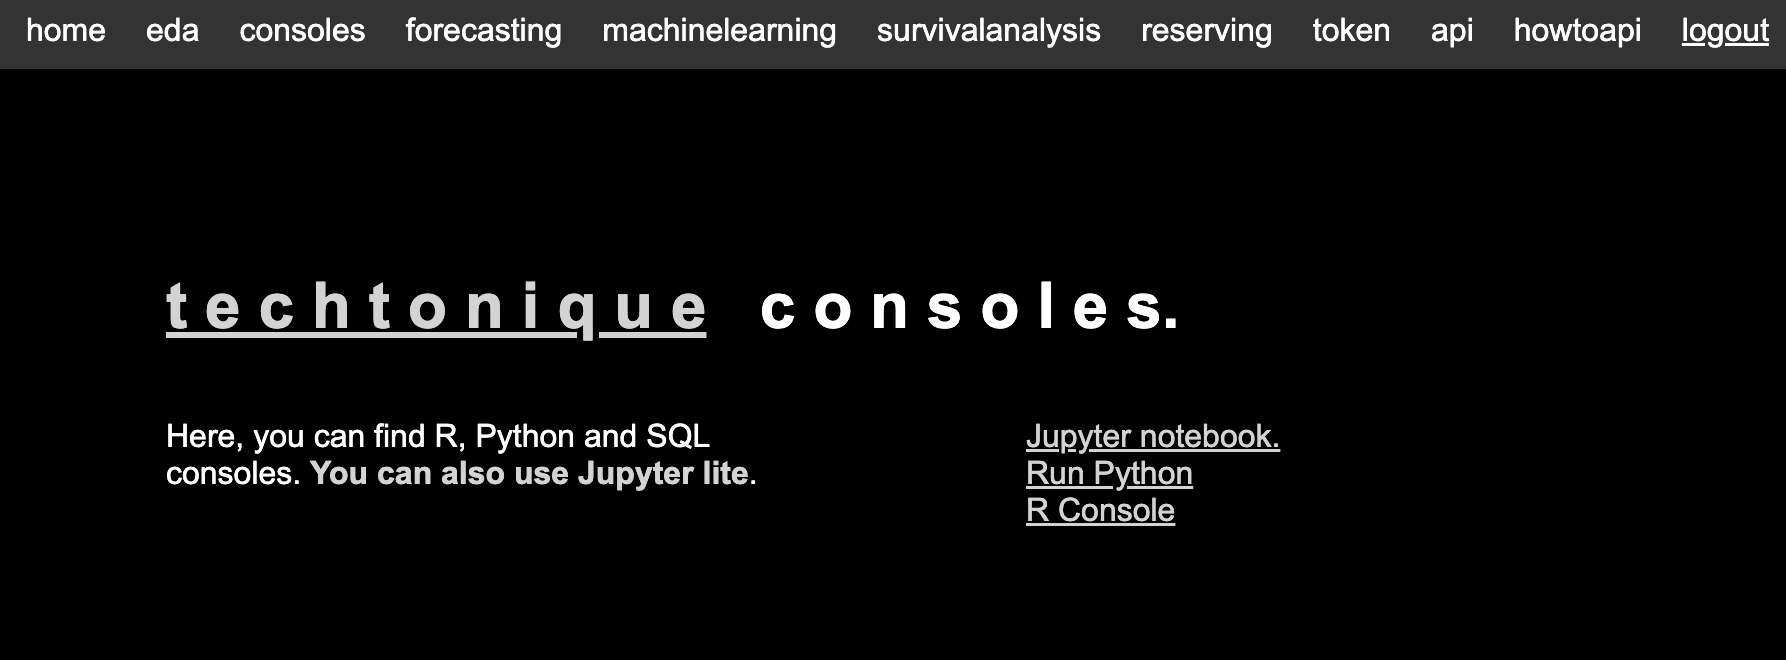 home eda consoles forecasting machinelearning survivalanalysis reserving token api howtoapi logout
techtonique consoles.
Here, you can find R, Python and SQL
consoles. You can also use Jupyter lite.
Jupyter notebook.
Run Python
R Console